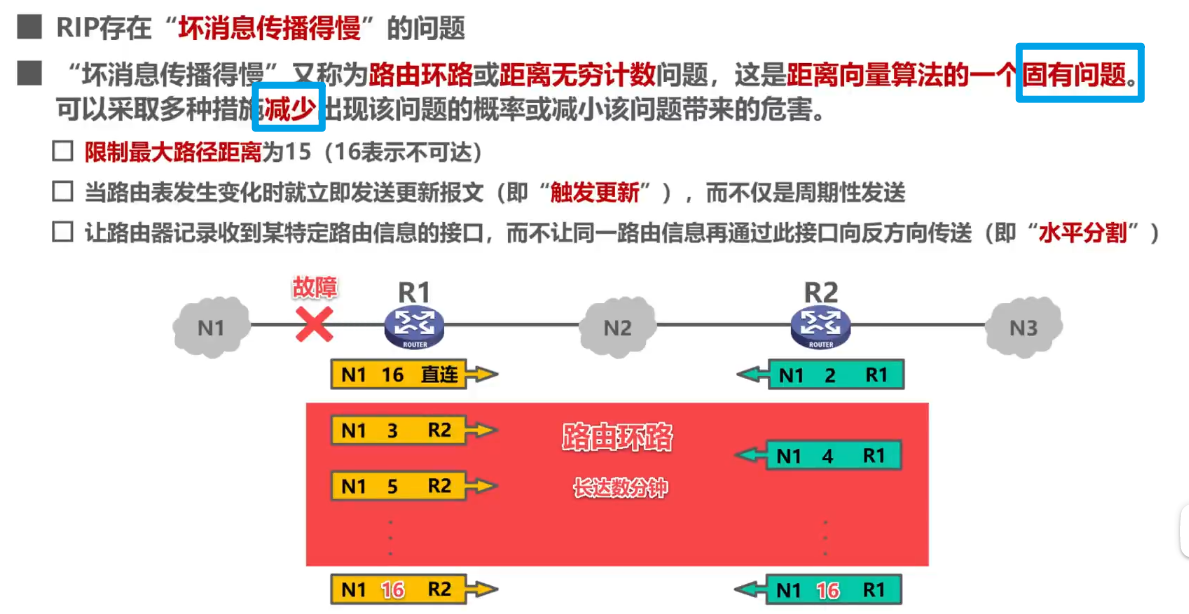 RIP存在“坏消息传播得慢”的问题
“坏消息传播得慢”又称为路由环路或距离无穷计数问题，这是距离向量算法的一个固有问题。
可以采取多种措施减少出现该问题的概率或减小该问题带来的危害。
限制最大路径距离为15（16表示不可达）
当路由表发生变化时就立即发送更新报文（即“触发更新”），而不仅是周期性发送
让路由器记录收到某特定路由信息的接口，而不让同一路由信息再通过此接口向反方向传送（即“水平分割”）
故障 R1 R2
N1 N2 N3
ROUTER ROUTER
N1 16 直连 N1 2 R1
N1 3 R2 路由环路
N1 4 R1
N1 5 R2 长达数分钟
N1 16 R2 N1 16 R1